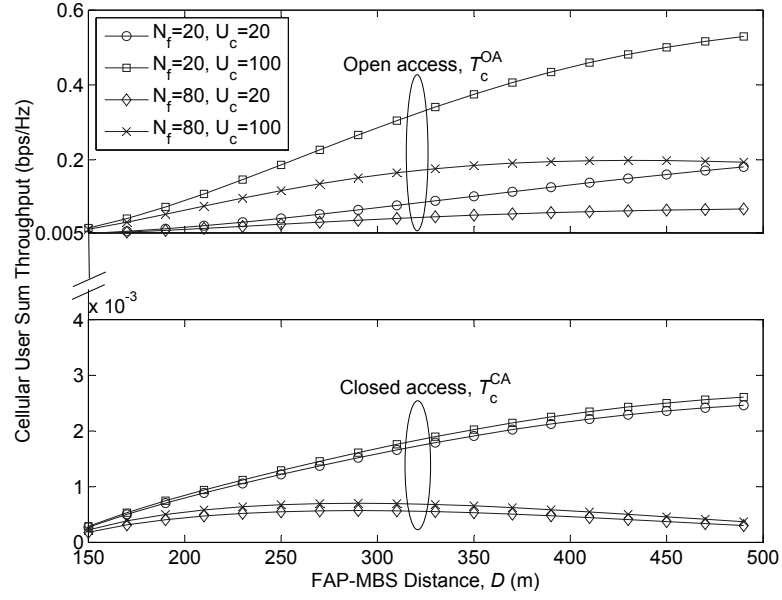 0.6
0.4
0.2
0.005
N_f=20, U_c=20
N_f=20, U_c=100
N_f=80, U_c=20
N_f=80, U_c=100
Open access, T_c^OA
Cellular User Sum Throughput (bps/Hz)
x 10^-3
4
3
2
1
0
Closed access, T_c^CA
150 200 250 300 350 400 450 500
FAP-MBS Distance, D (m)